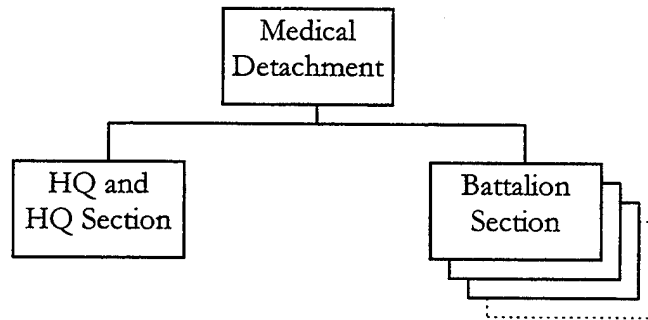 Medical
Detachment
HQ and
HQ Section
Battalion
Section